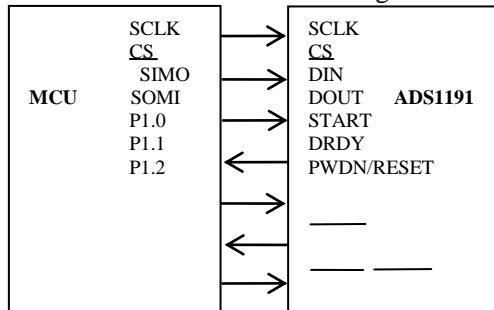 SCLK
CS
SIMO
MCU SOMI
P1.0
P1.1
P1.2
SCLK
CS
DIN
DOUT ADS1191
START
DRDY
PWDN/RESET